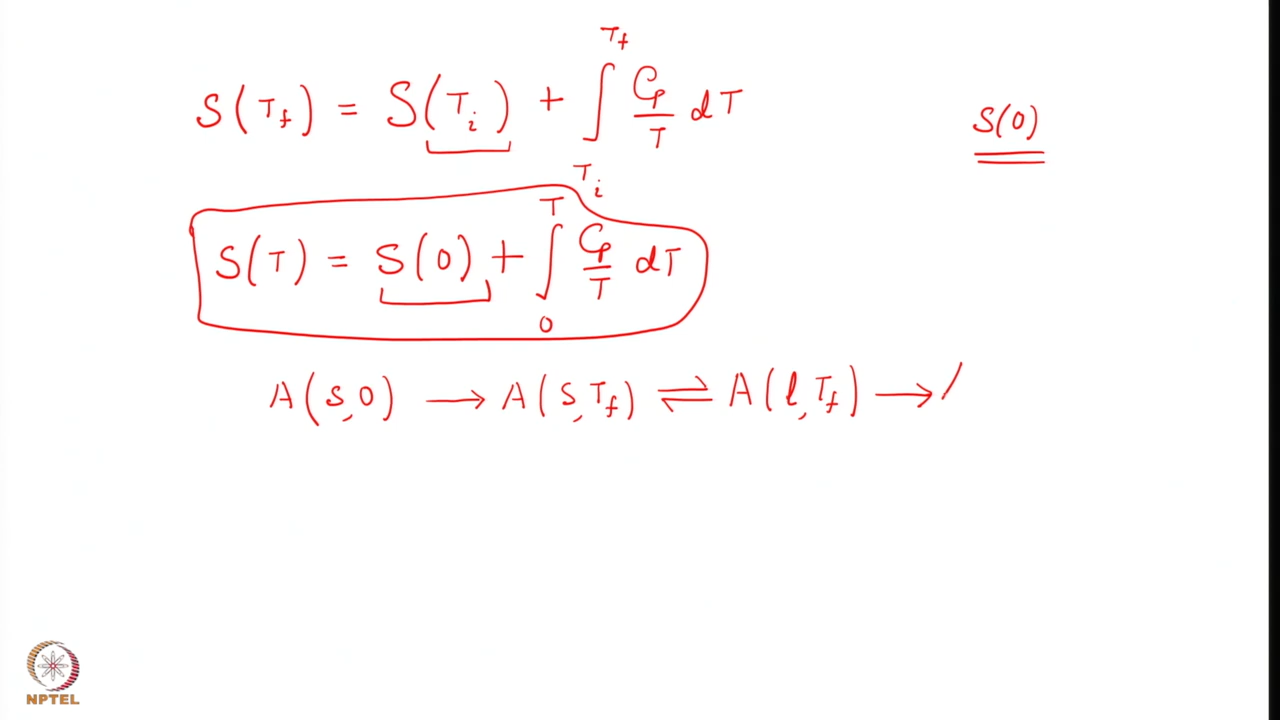 S(T_f) = S(T_i) + ∫_{T_i}^{T_f} C_p/T dT
S(0)
S(T) = S(0) + ∫_0^T C_p/T dT
A(s,0) → A(s,T_f) ⇌ A(l,T_f) →
NPTEL